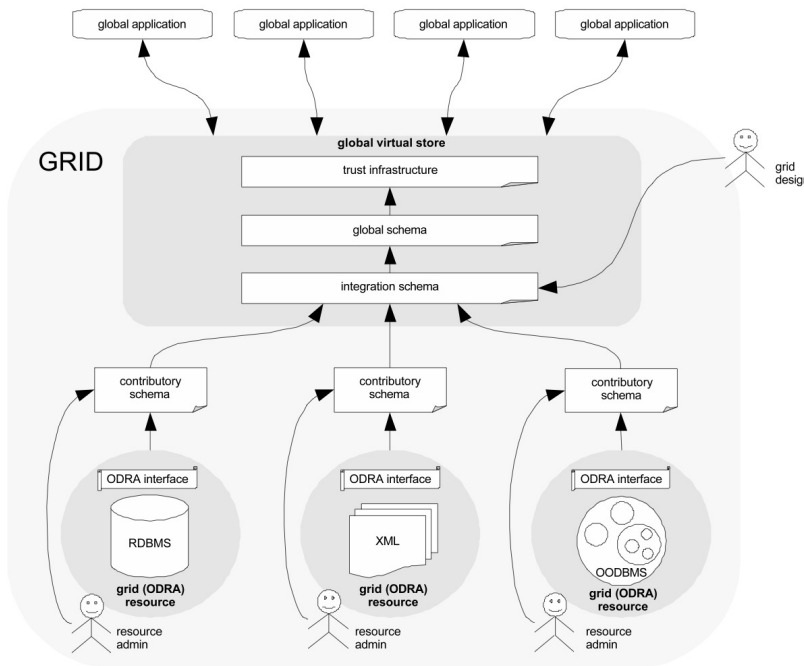 global application
global application
global application
global application
GRID
global virtual store
trust infrastructure
global schema
integration schema
grid
contributory
schema
contributory
schema
contributory
schema
ODRA interface
ODRA interface
ODRA interface
RDBMS
XML
OODBMS
grid (ODRA)
resource
grid (ODRA)
resource
grid (ODRA)
resource
resource
admin
resource
admin
resource
admin